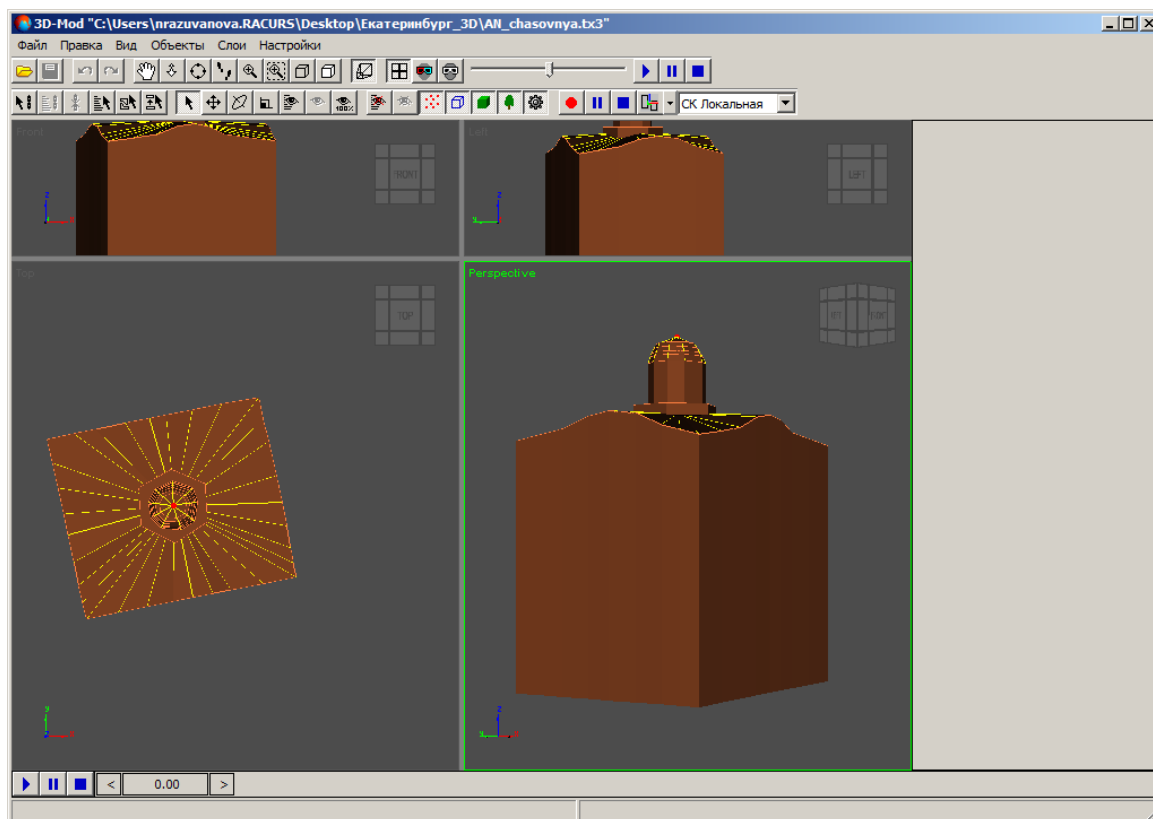 3D-Mod "C:\Users\nrazuvanova.RACURS\Desktop\Екатеринбург_3D\AN_chasovnya.tx3"
Файл Правка Вид Объекты Слои Настройки
100%
СК Локальная
Front
FRONT
Left
LEFT
Top
TOP
Perspective
z
z
y
y
z
y
< 0.00 >